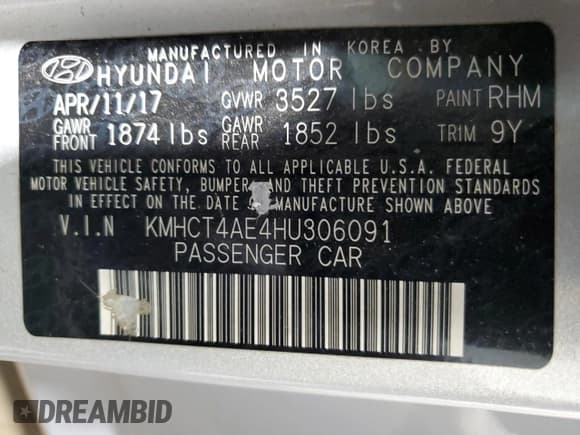 MANUFACTURED IN KOREA BY
HYUNDAI MOTOR COMPANY
APR/11/17 GVWR 3527 lbs PAINT RHM
GAWR FRONT 1874 lbs GAWR REAR 1852 lbs TRIM 9Y
THIS VEHICLE CONFORMS TO ALL APPLICABLE U.S.A. FEDERAL
MOTOR VEHICLE SAFETY, BUMPER AND THEFT PREVENTION STANDARDS
IN EFFECT ON THE DATE OF MANUFACTURE SHOWN ABOVE.
V.I.N KMHCT4AE4HU306091
PASSENGER CAR
DREAMBID